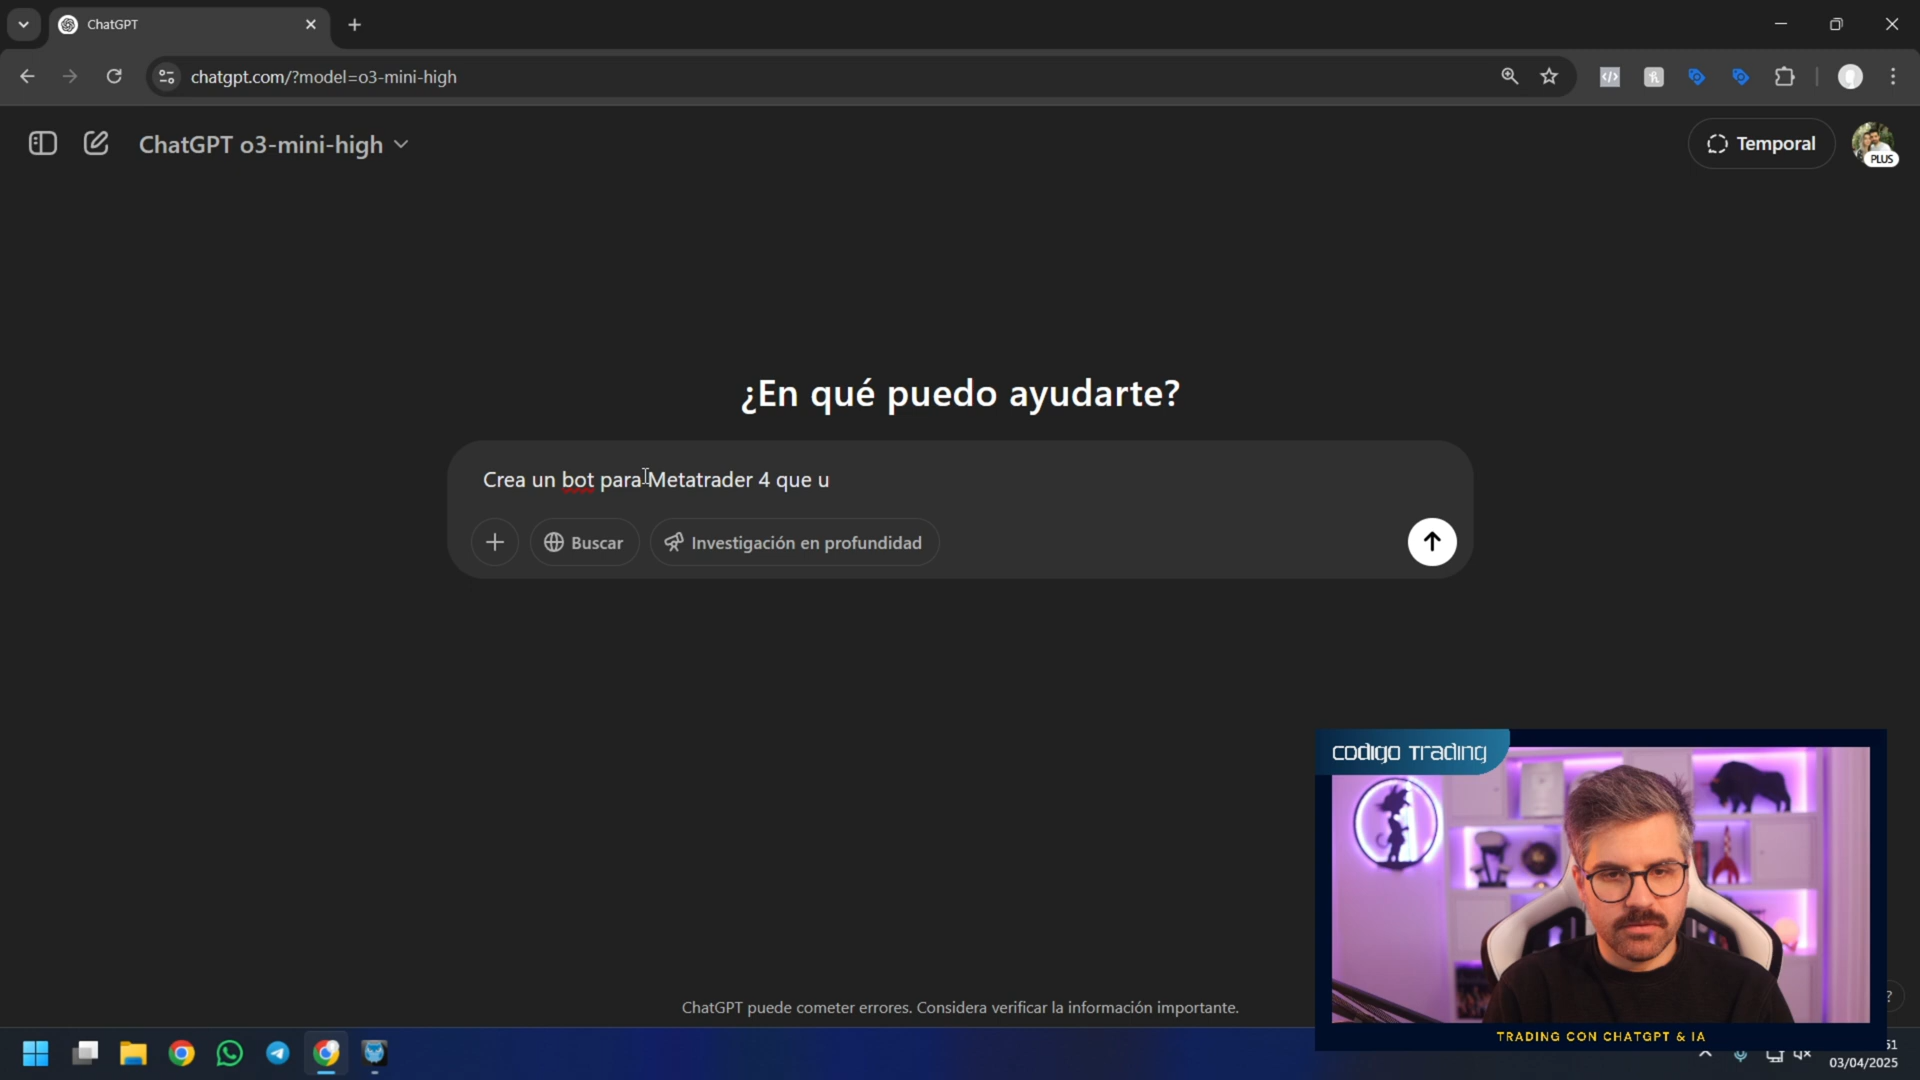 ChatGPT
chatgpt.com/?model=o3-mini-high
ChatGPT o3-mini-high
Temporal
PLUS
¿En qué puedo ayudarte?
Crea un bot para Metatrader 4 que u
Buscar
Investigación en profundidad
codigo Trading
ChatGPT puede cometer errores. Considera verificar la información importante.
?
TRADING CON CHATGPT & IA
51
03/04/2025